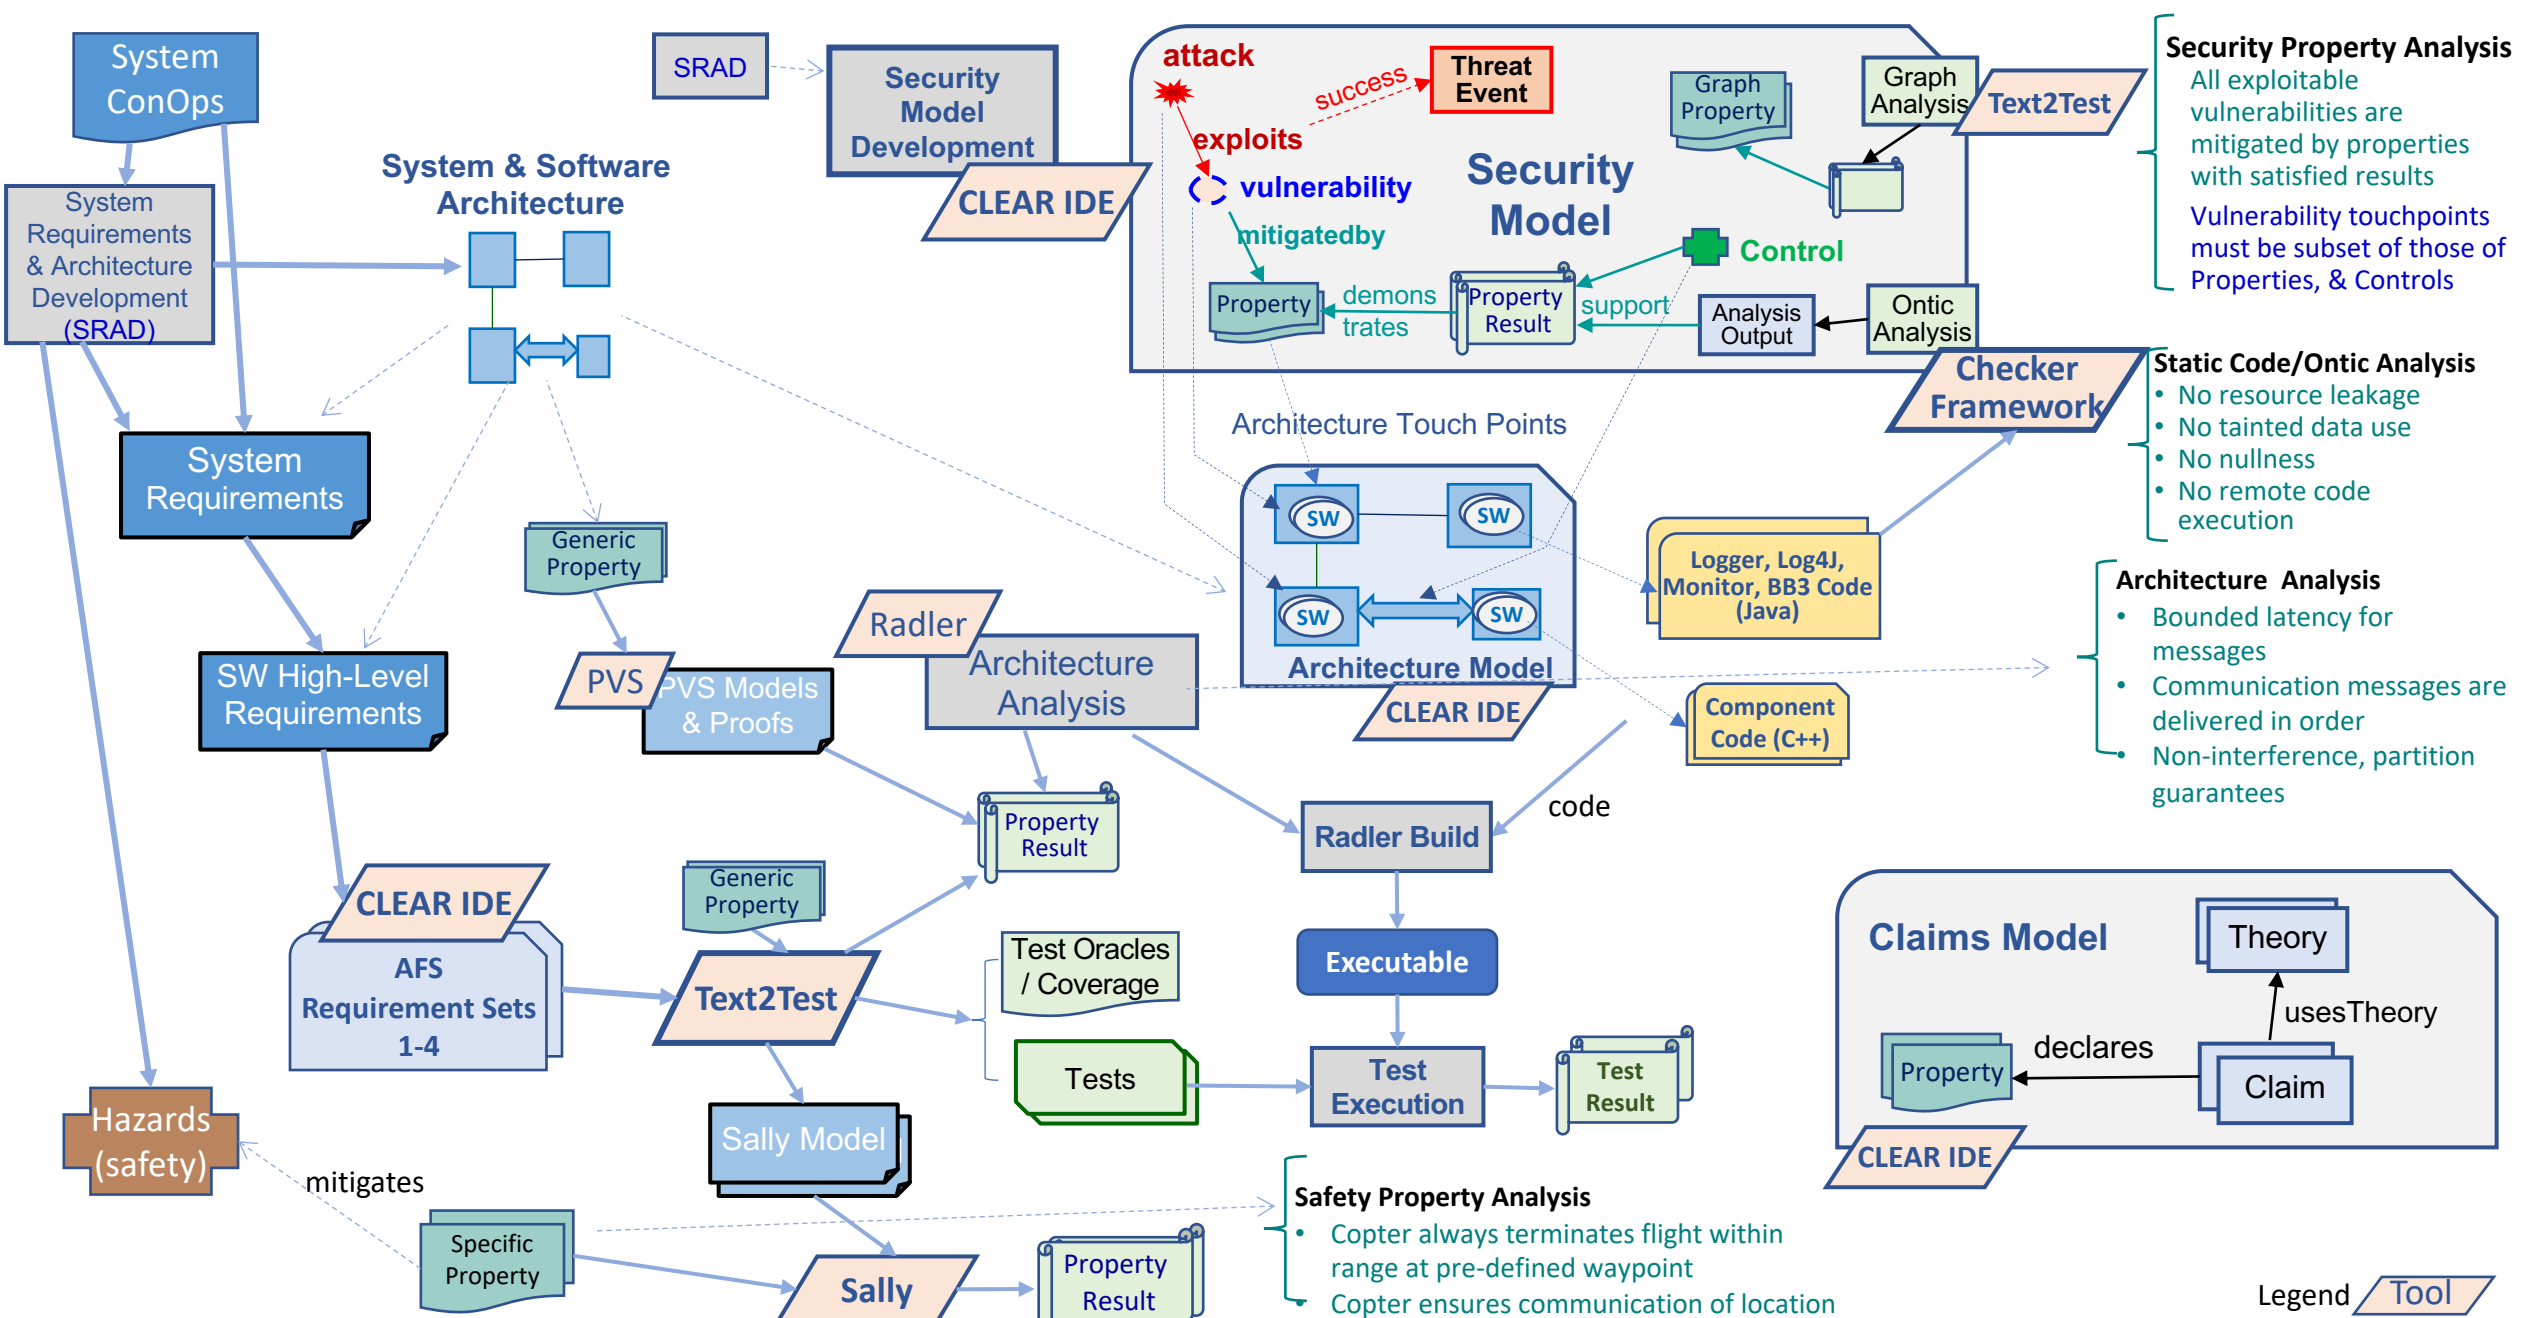 System
ConOps
System
Requirements
& Architecture
Development
(SRAD)
System & Software
Architecture
System
Requirements
SW High-Level
Requirements
Generic
Property
PVS
PVS Models
& Proofs
CLEAR IDE
AFS
Requirement Sets
1-4
Hazards
(safety)
mitigates
Specific
Property
Generic
Property
Text2Test
Sally Model
Sally
Property
Result
Radler
Architecture
Analysis
Property
Result
Test Oracles
/ Coverage
Tests
SRAD
Security
Model
Development
CLEAR IDE
attack
exploits
success
Threat
Event
vulnerability
mitigatedby
Property
demons
trates
Property
Result
support
Security
Model
Graph
Property
Graph
Analysis
Text2Test
Control
Analysis
Output
Ontic
Analysis
Checker
Framework
Architecture Touch Points
SW
SW
SW
SW
Architecture Model
CLEAR IDE
Logger, Log4J,
Monitor, BB3 Code
(Java)
Component
Code (C++)
code
Radler Build
Executable
Test
Execution
Test
Result
Security Property Analysis
All exploitable
vulnerabilities are
mitigated by properties
with satisfied results
Vulnerability touchpoints
must be subset of those of
Properties, & Controls
Static Code/Ontic Analysis
• No resource leakage
• No tainted data use
• No nullness
• No remote code
execution
Architecture Analysis
• Bounded latency for
messages
• Communication messages are
delivered in order
• Non-interference, partition
guarantees
Claims Model
Theory
usesTheory
declares
Property
Claim
CLEAR IDE
Safety Property Analysis
• Copter always terminates flight within
range at pre-defined waypoint
• Copter ensures communication of location
Legend
Tool